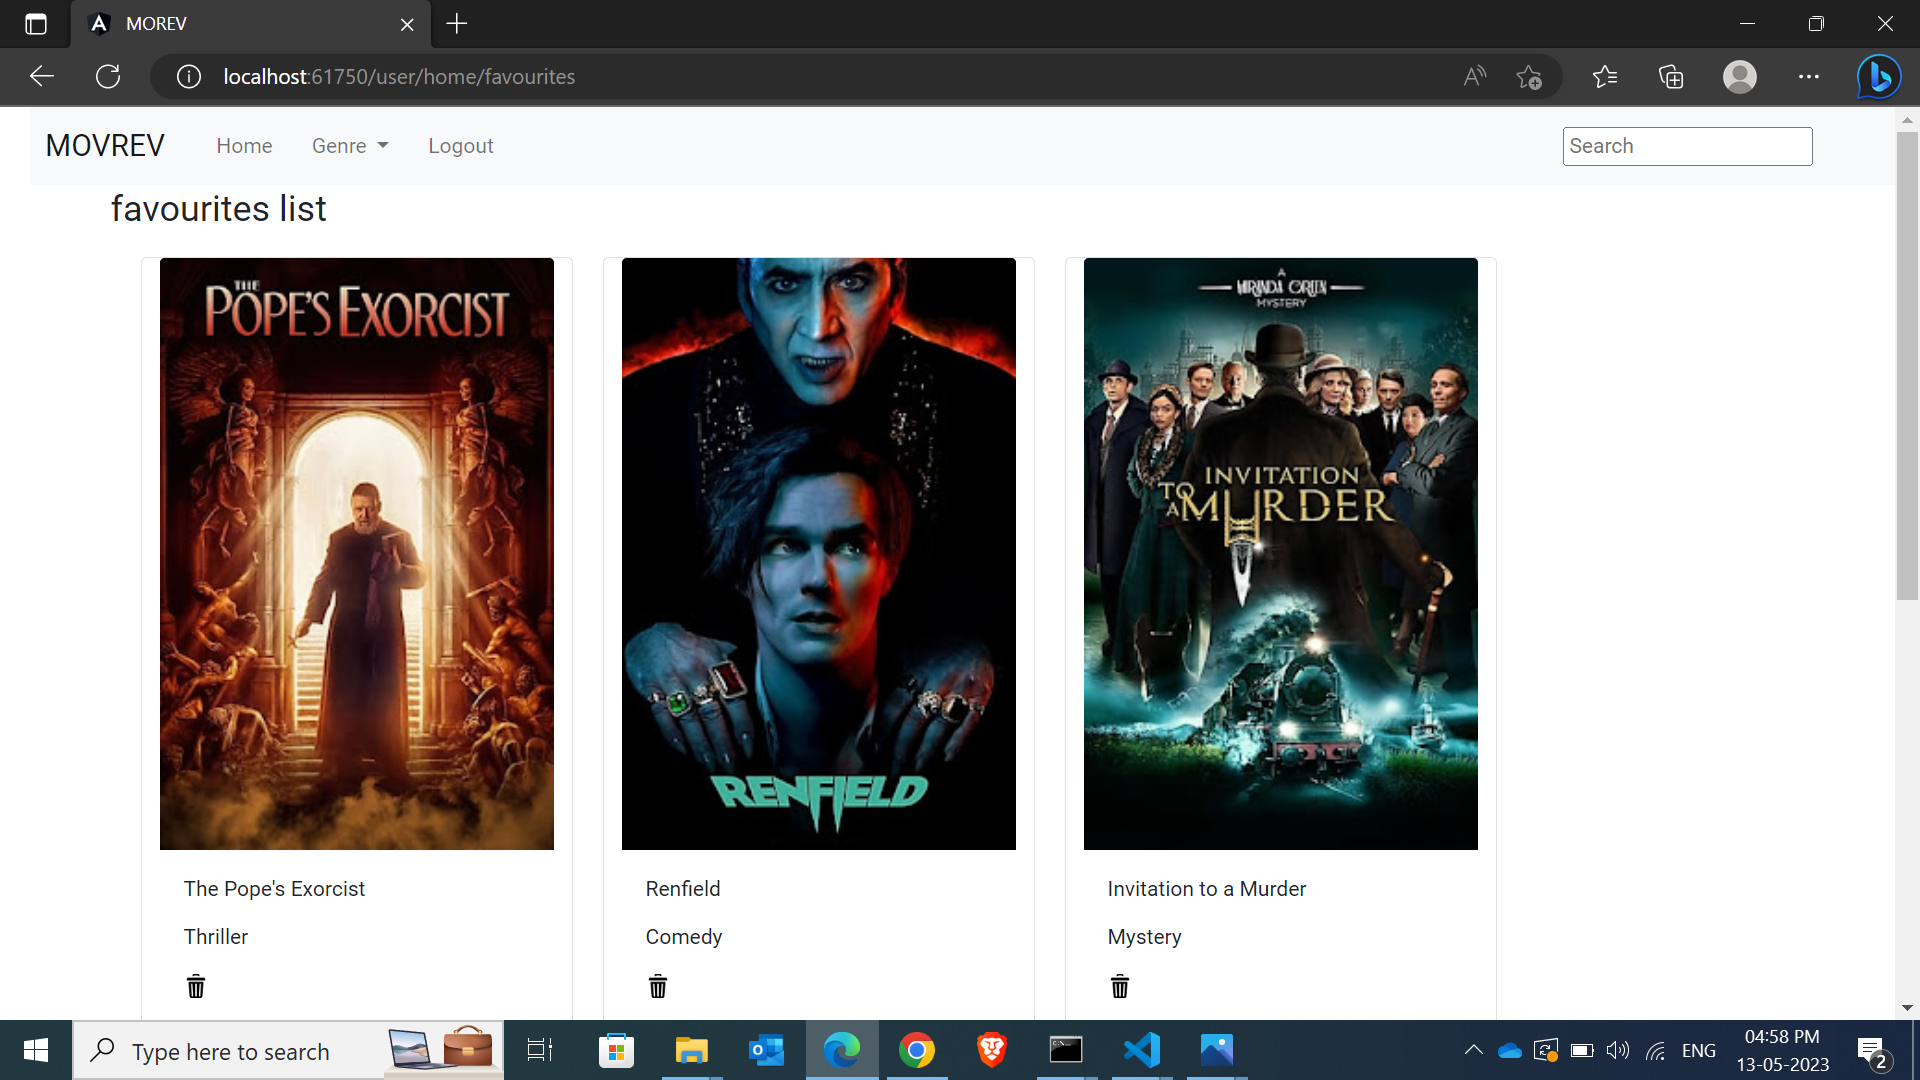 MOREV
localhost:61750/user/home/favourites
MOVREV Home Genre Logout Search
favourites list
THE
POPE'S EXORCIST
RENFIELD
A
MIRANDA GREEN
MYSTERY
INVITATION
TO A MURDER
The Pope's Exorcist
Thriller
Renfield
Comedy
Invitation to a Murder
Mystery
Type here to search
ENG
04:58 PM
13-05-2023
2